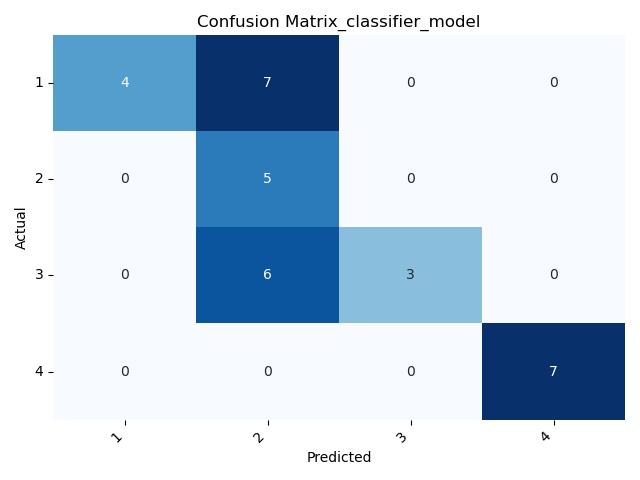 Confusion Matrix_classifier_model
1 4 7 0 0
2 0 5 0 0
Actual
3 0 6 3 0
4 0 0 0 7
1 2 3 4
Predicted